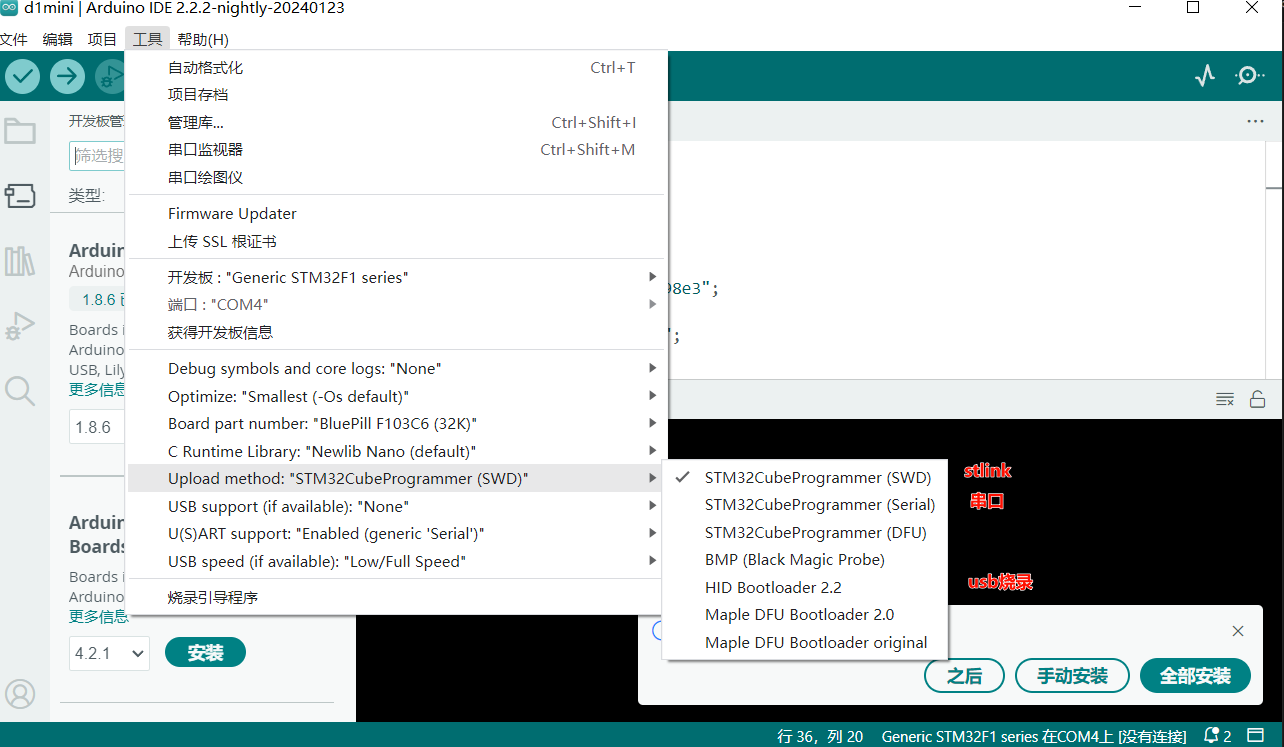 d1mini | Arduino IDE 2.2.2-nightly-20240123
文件 编辑 项目 工具 帮助(H)
自动格式化 Ctrl+T
项目存档
管理库... Ctrl+Shift+I
串口监视器 Ctrl+Shift+M
串口绘图仪
Firmware Updater
上传 SSL 根证书
开发板 : "Generic STM32F1 series"
端口 : "COM4"
获得开发板信息
Debug symbols and core logs: "None"
Optimize: "Smallest (-Os default)"
Board part number: "BluePill F103C6 (32K)"
C Runtime Library: "Newlib Nano (default)"
Upload method: "STM32CubeProgrammer (SWD)"
USB support (if available): "None"
U(S)ART support: "Enabled (generic 'Serial')"
USB speed (if available): "Low/Full Speed"
烧录引导程序
STM32CubeProgrammer (SWD)
STM32CubeProgrammer (Serial)
STM32CubeProgrammer (DFU)
BMP (Black Magic Probe)
HID Bootloader 2.2
Maple DFU Bootloader 2.0
Maple DFU Bootloader original
stlink
串口
usb烧录
开发板管
筛选搜
类型:
Arduin
Arduino
1.8.6
Boards i
Arduino
USB, Lily
更多信息
1.8.6
Arduin
Boards
Boards i
Arduino
更多信息
4.2.1 安装
98e3";
";
之后 手动安装 全部安装
行 36，列 20 Generic STM32F1 series 在COM4上 [没有连接] 2